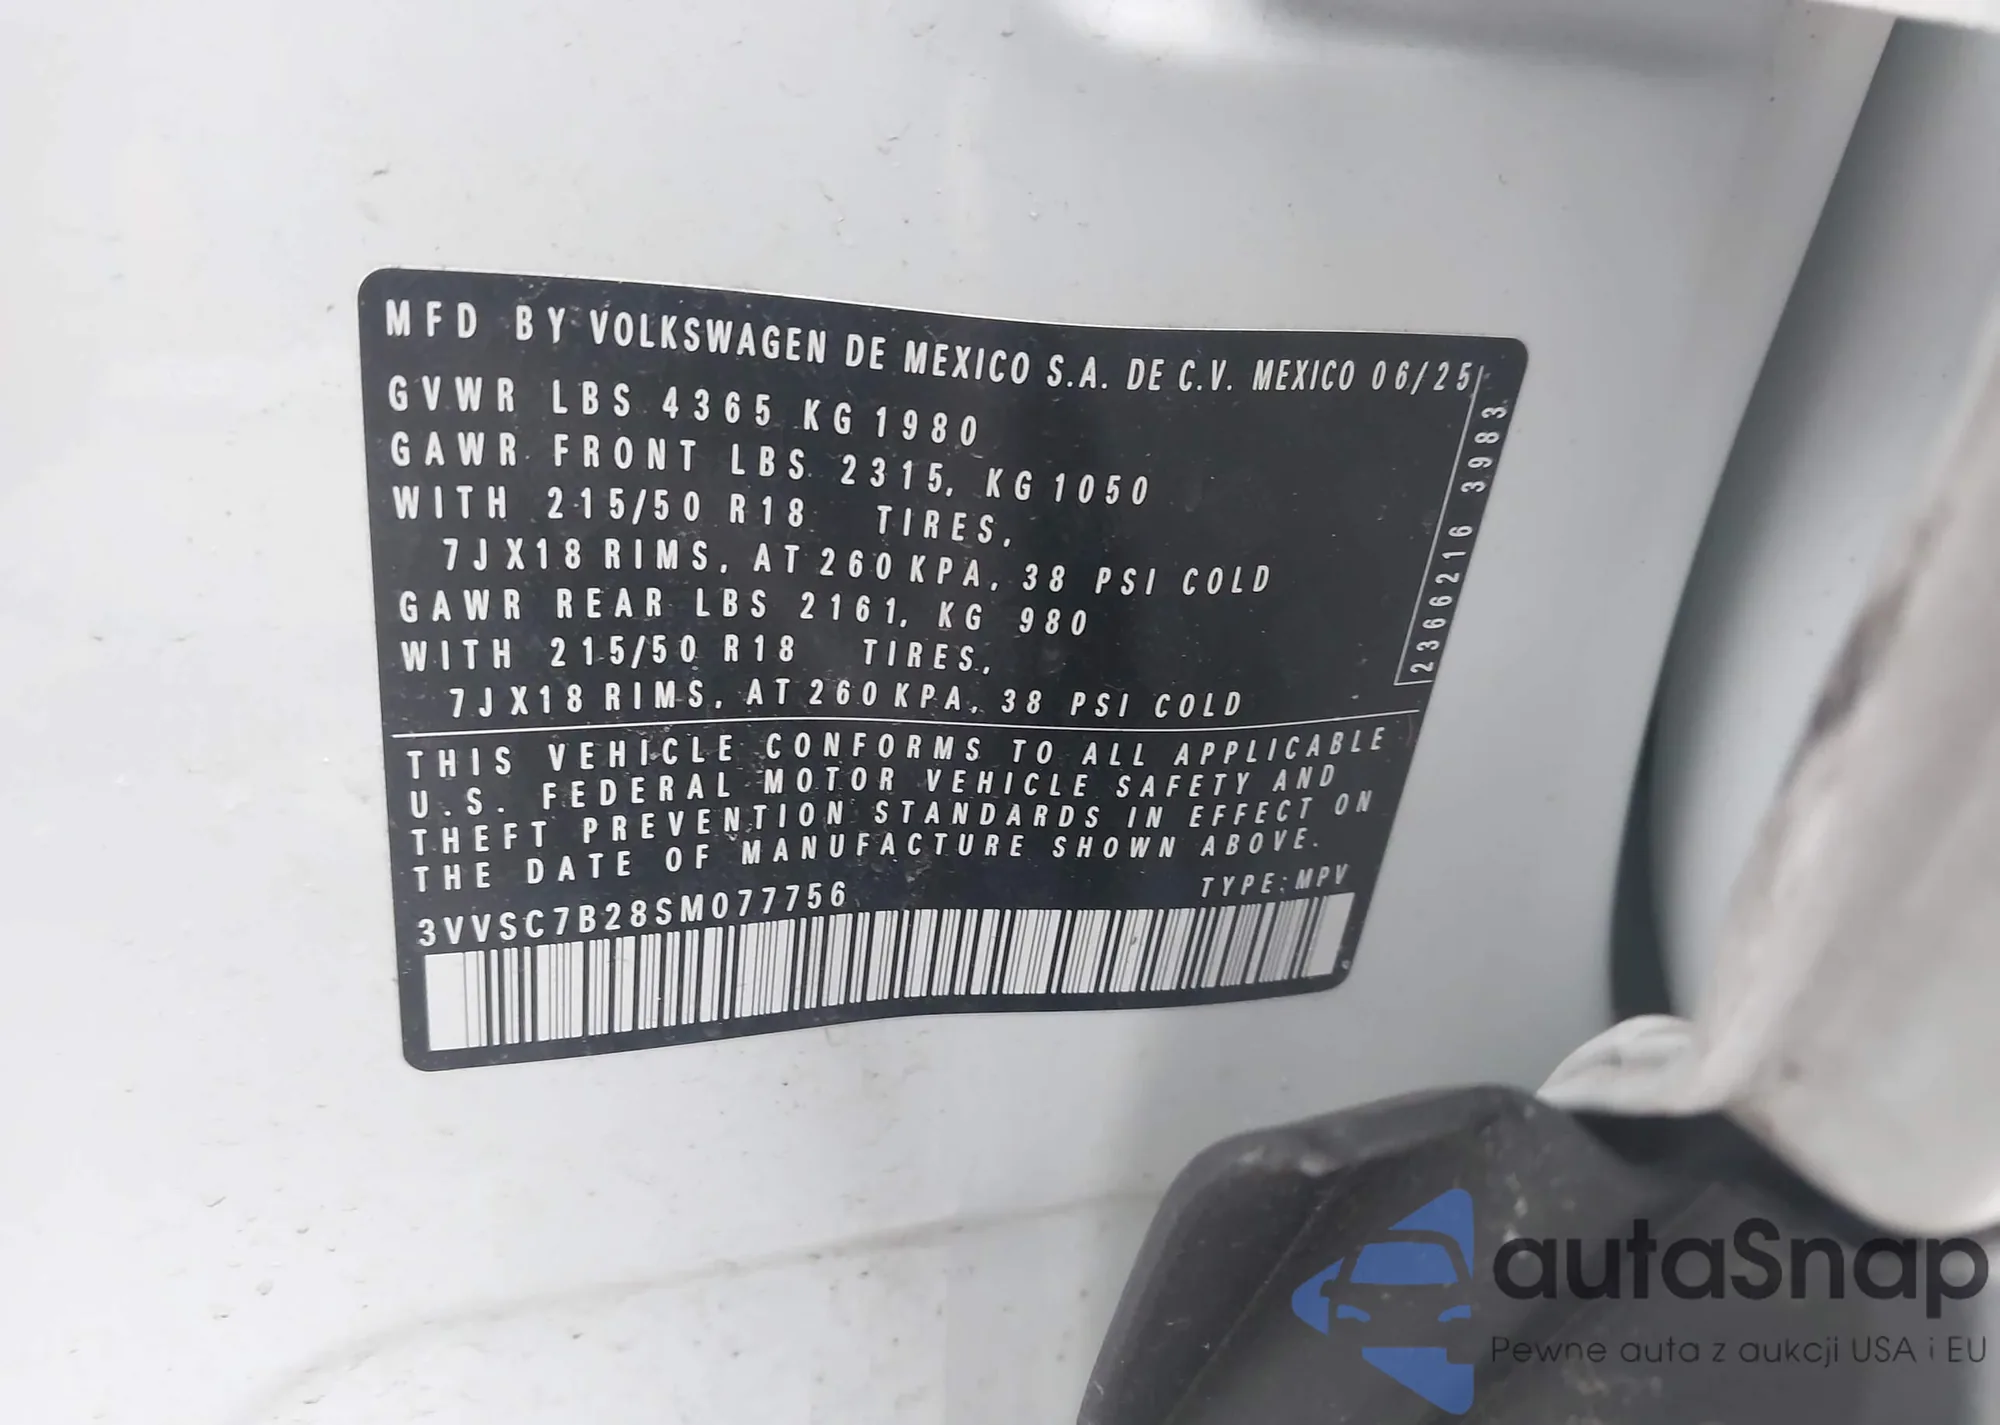 MFD BY VOLKSWAGEN DE MEXICO S.A. DE C.V. MEXICO 06/25
GVWR LBS 4365 KG 1980
GAWR FRONT LBS 2315, KG 1050
WITH 215/50 R18 TIRES,
7JX18 RIMS, AT 260 KPA, 38 PSI COLD
GAWR REAR LBS 2161, KG 980
WITH 215/50 R18 TIRES,
7JX18 RIMS, AT 260 KPA, 38 PSI COLD
2366216 3983
THIS VEHICLE CONFORMS TO ALL APPLICABLE
U.S. FEDERAL MOTOR VEHICLE SAFETY AND
THEFT PREVENTION STANDARDS IN EFFECT ON
THE DATE OF MANUFACTURE SHOWN ABOVE.
3VVSC7B28SM077756 TYPE: MPV
autaSnap
Pewne auta z aukcji USA i EU